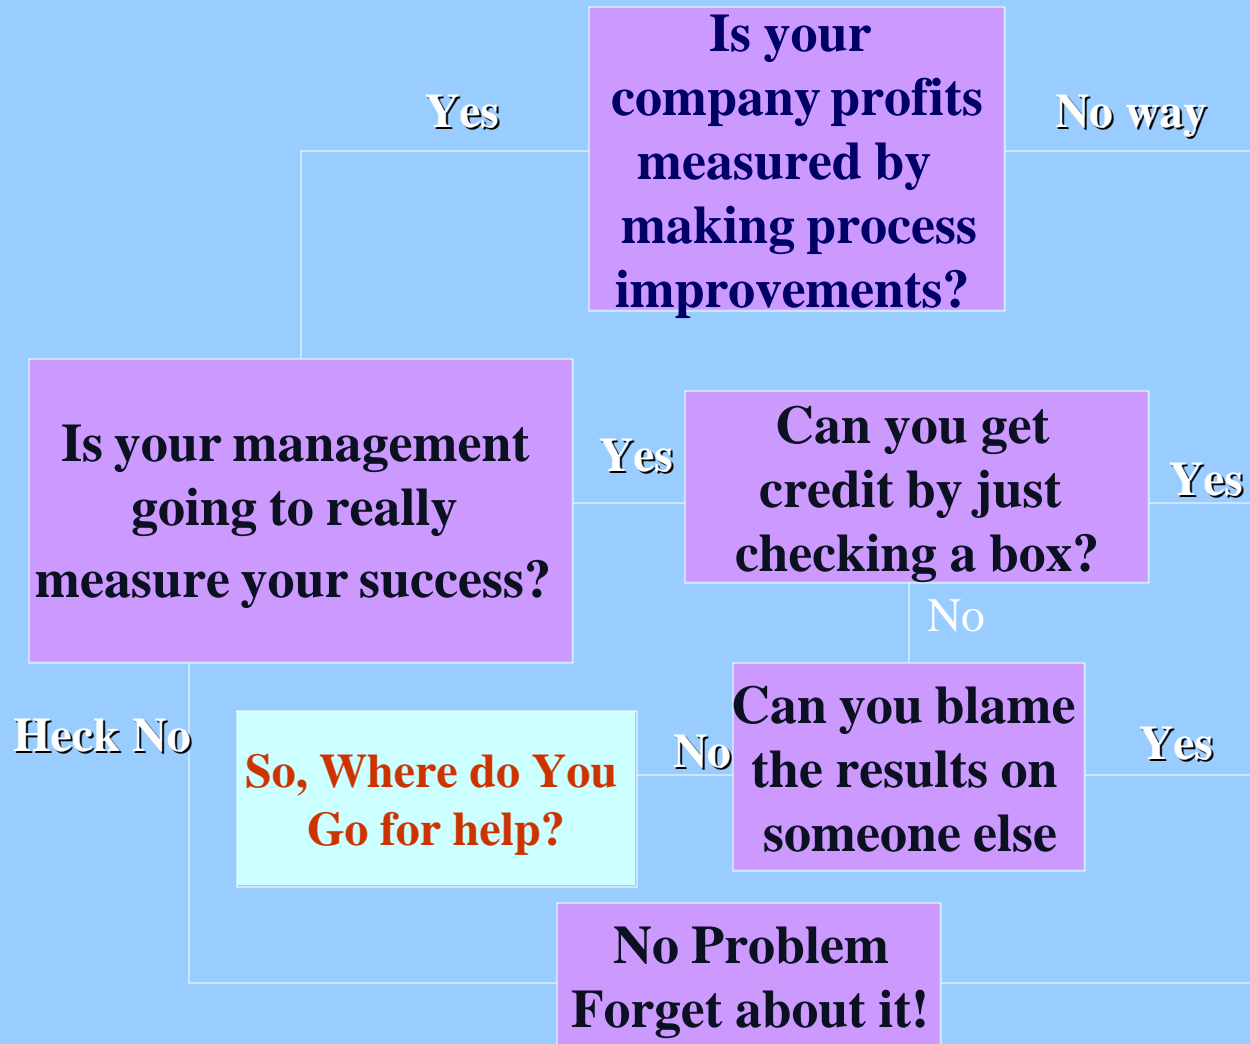 Is your
company profits
measured by
making process
improvements?
Yes
No way
Is your management
going to really
measure your success?
Yes
Can you get
credit by just
checking a box?
Yes
No
Heck No
So, Where do You
Go for help?
No
Can you blame
the results on
someone else
Yes
No Problem
Forget about it!